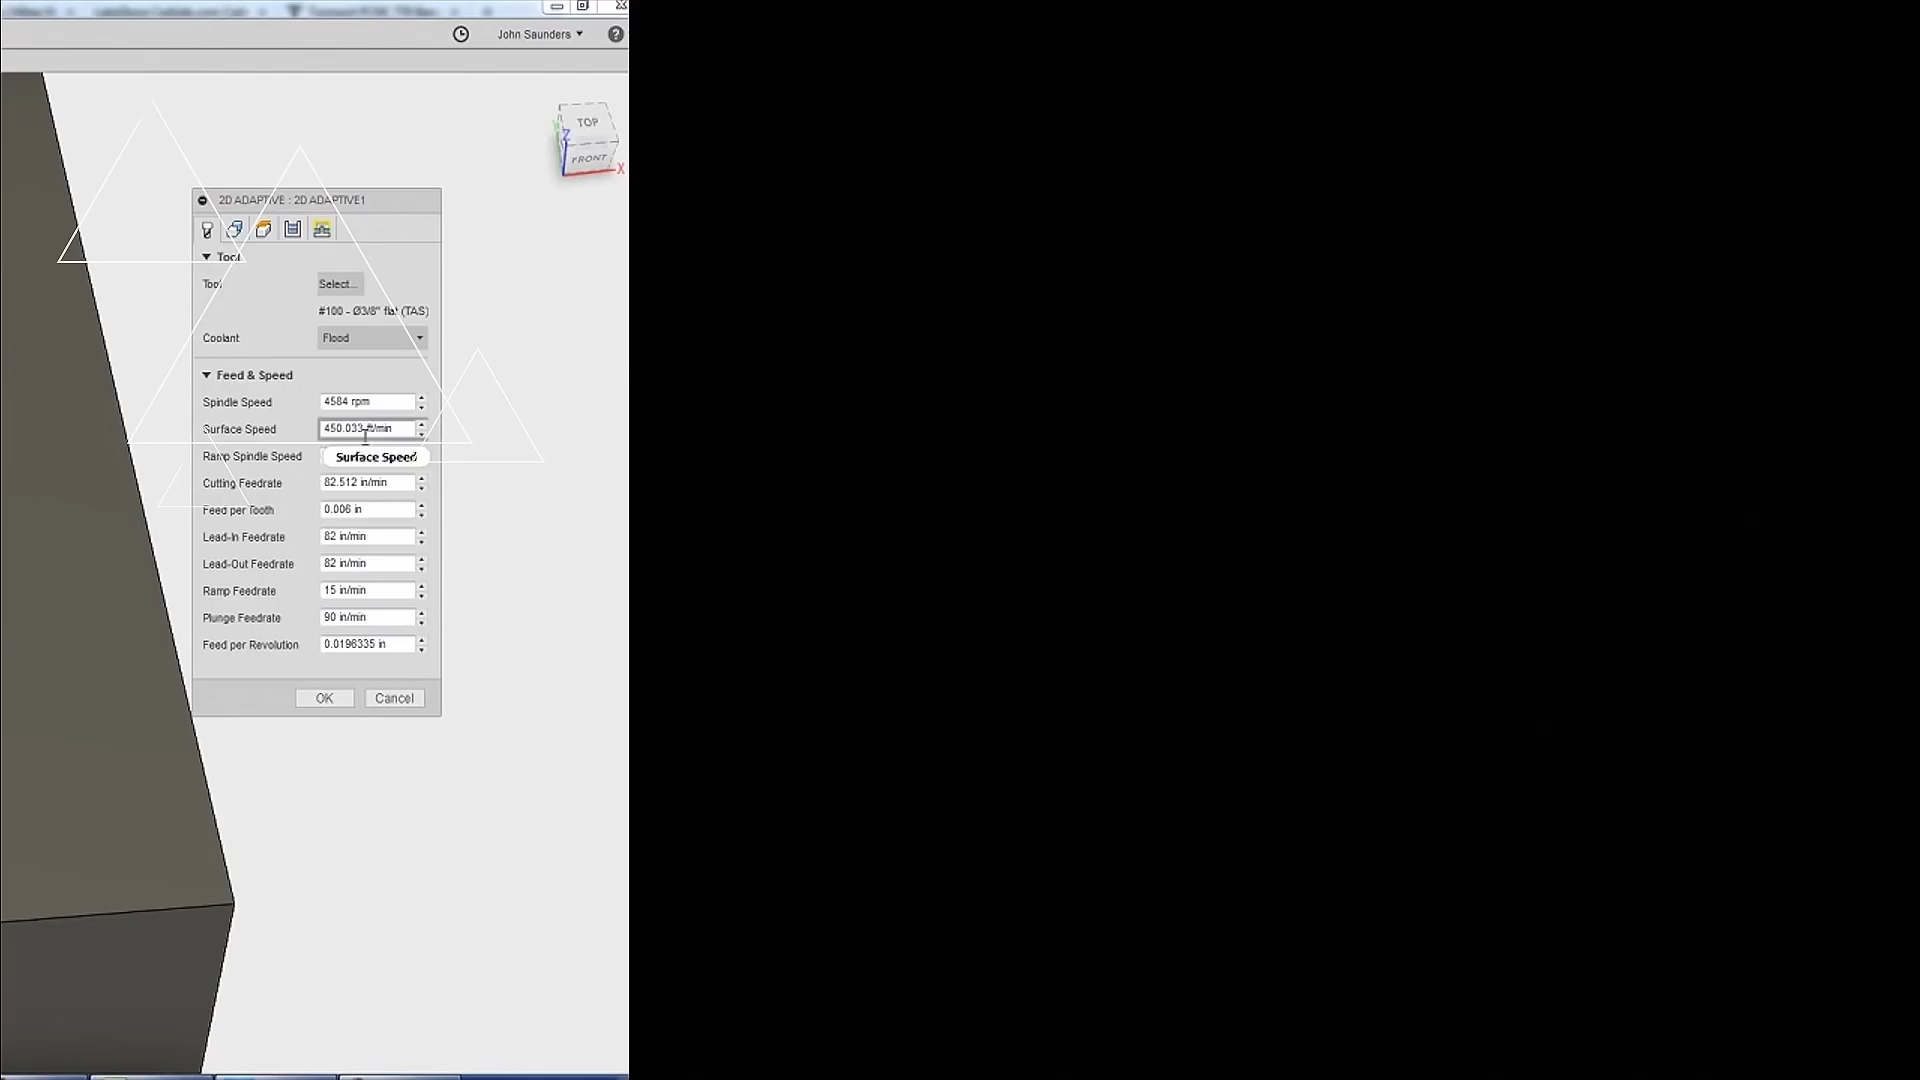 John Saunders
?
TOP
FRONT
Z
X
2D ADAPTIVE : 2D ADAPTIVE1
Tool
Tool
Select...
#100 - Ø3/8" flat (TAS)
Coolant
Flood
Feed & Speed
Spindle Speed
4584 rpm
Surface Speed
450.033 ft/min
Ramp Spindle Speed
Surface Speed
Cutting Feedrate
82.512 in/min
Feed per Tooth
0.006 in
Lead-In Feedrate
82 in/min
Lead-Out Feedrate
82 in/min
Ramp Feedrate
15 in/min
Plunge Feedrate
90 in/min
Feed per Revolution
0.0196335 in
OK
Cancel